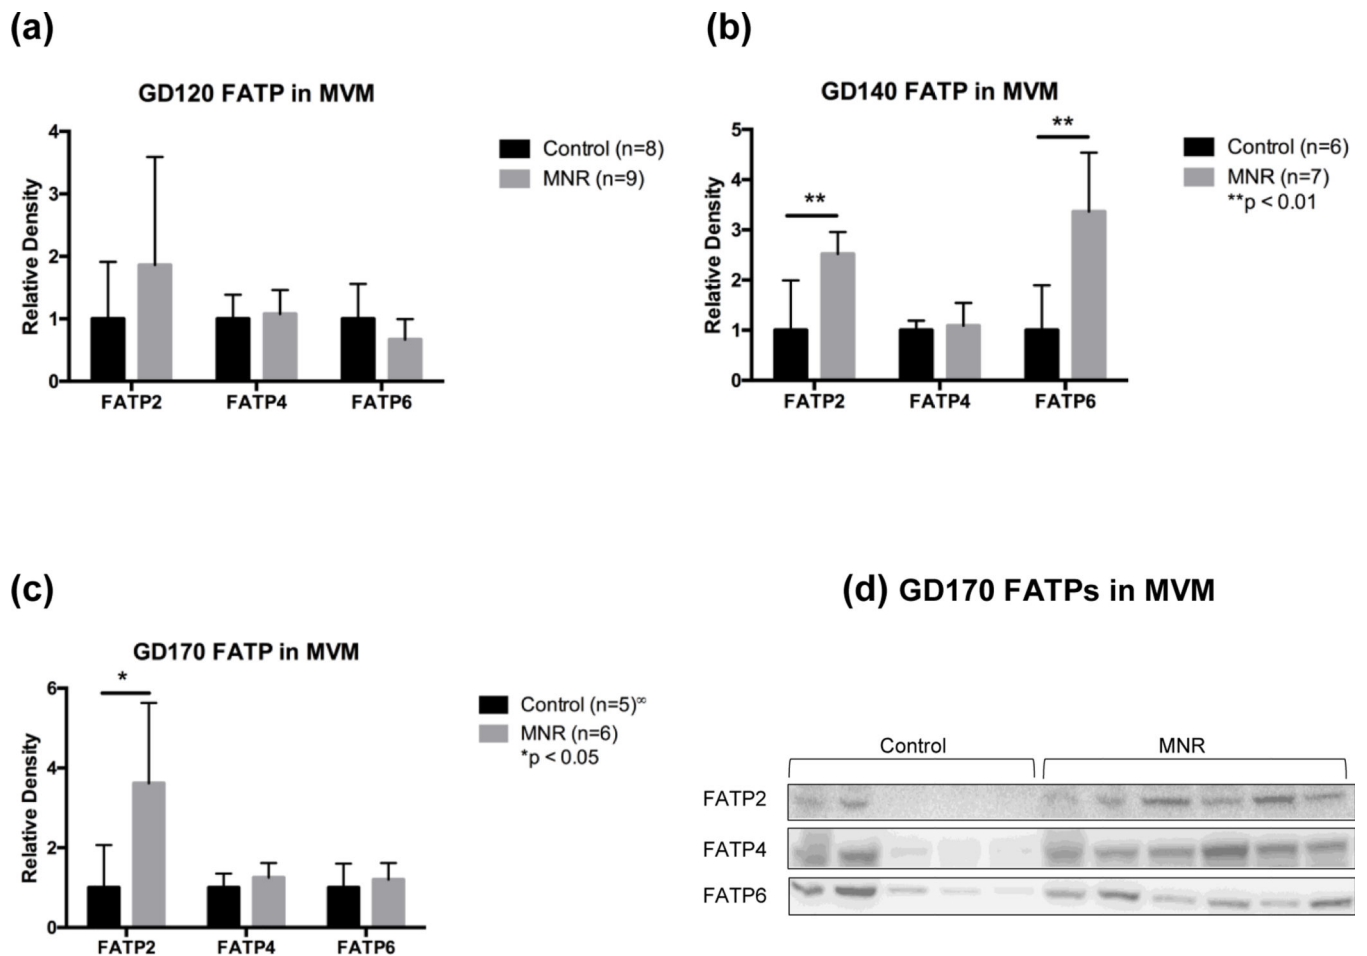 (a)
GD120 FATP in MVM
Relative Density
4
3
2
1
0
FATP2 FATP4 FATP6
Control (n=8)
MNR (n=9)
(b)
GD140 FATP in MVM
Relative Density
5
4
3
2
1
0
**
**
FATP2 FATP4 FATP6
Control (n=6)
MNR (n=7)
**p < 0.01
(c)
GD170 FATP in MVM
Relative Density
6
4
2
0
*
FATP2 FATP4 FATP6
Control (n=5)∞
MNR (n=6)
*p < 0.05
(d) GD170 FATPs in MVM
Control MNR
FATP2
FATP4
FATP6